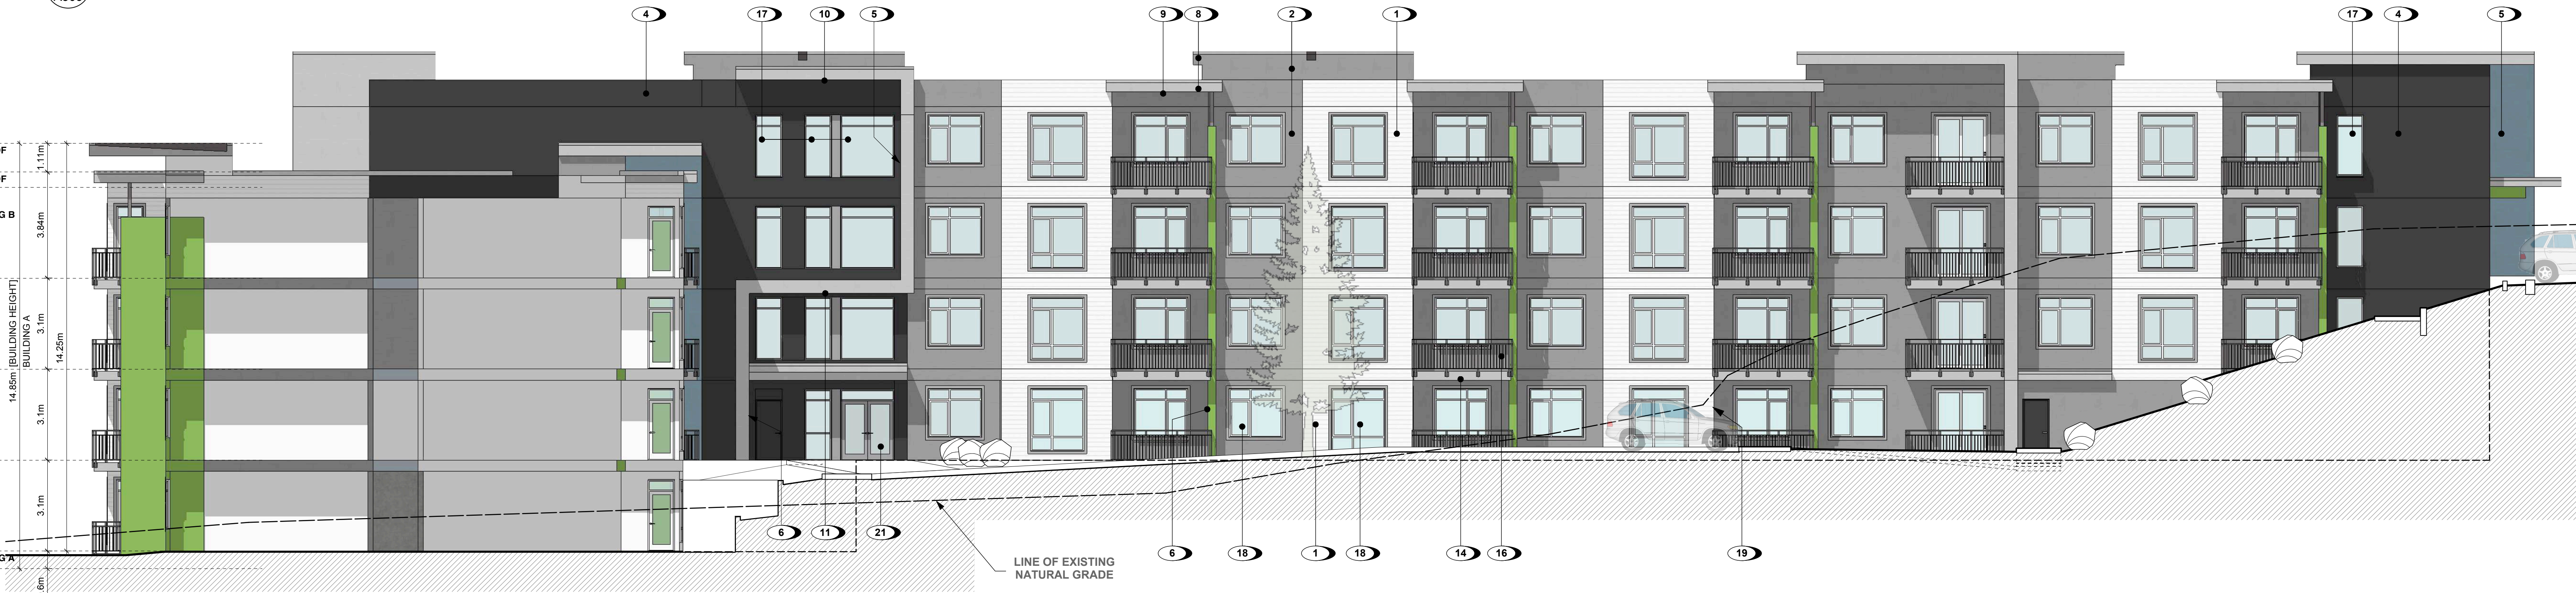 4 17 10 5 9 8 2 1 17 4 5
1.11m
G B
3.84m
3.1m
14.25m
14.85m [BUILDING HEIGHT]
BUILDING A
3.1m
3.1m
G A
.6m
6 11 21 6 18 1 18 14 16 19
LINE OF EXISTING
NATURAL GRADE